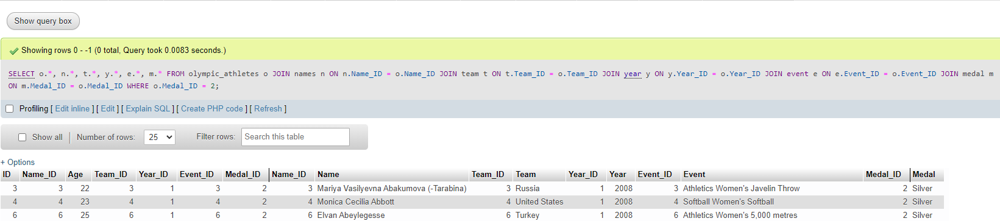 Show query box
Showing rows 0 - -1 (0 total, Query took 0.0083 seconds.)
SELECT o.*, n.*, t.*, y.*, e.*, m.* FROM olympic_athletes o JOIN names n ON n.Name_ID = o.Name_ID JOIN team t ON t.Team_ID = o.Team_ID JOIN year y ON y.Year_ID = o.Year_ID JOIN event e ON e.Event_ID = o.Event_ID JOIN medal m
ON m.Medal_ID = o.Medal_ID WHERE o.Medal_ID = 2;
Profiling [ Edit inline ] [ Edit ] [ Explain SQL ] [ Create PHP code ] [ Refresh ]
Show all Number of rows: 25 Filter rows: Search this table
+ Options
ID Name_ID Age Team_ID Year_ID Event_ID Medal_ID Name_ID Name Team_ID Team Year_ID Year Event_ID Event Medal_ID Medal
3 3 22 3 1 3 2 3 Mariya Vasilyevna Abakumova (-Tarabina) 3 Russia 1 2008 3 Athletics Women's Javelin Throw 2 Silver
4 4 23 4 1 4 2 4 Monica Cecilia Abbott 4 United States 1 2008 4 Softball Women's Softball 2 Silver
6 6 25 6 1 6 2 6 Elvan Abeylegesse 6 Turkey 1 2008 6 Athletics Women's 5,000 metres 2 Silver